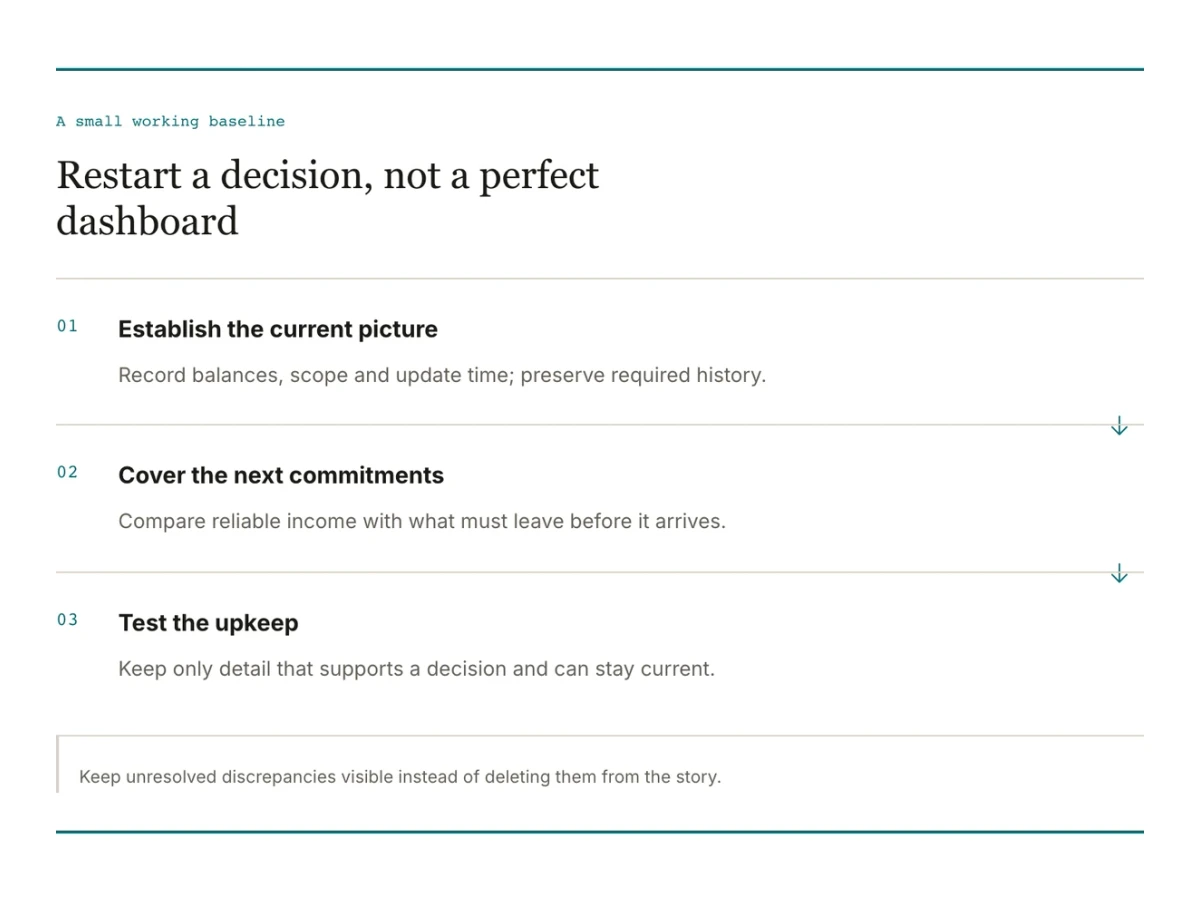 A small working baseline
Restart a decision, not a perfect
dashboard
01
Establish the current picture
Record balances, scope and update time; preserve required history.
02
Cover the next commitments
Compare reliable income with what must leave before it arrives.
03
Test the upkeep
Keep only detail that supports a decision and can stay current.
Keep unresolved discrepancies visible instead of deleting them from the story.